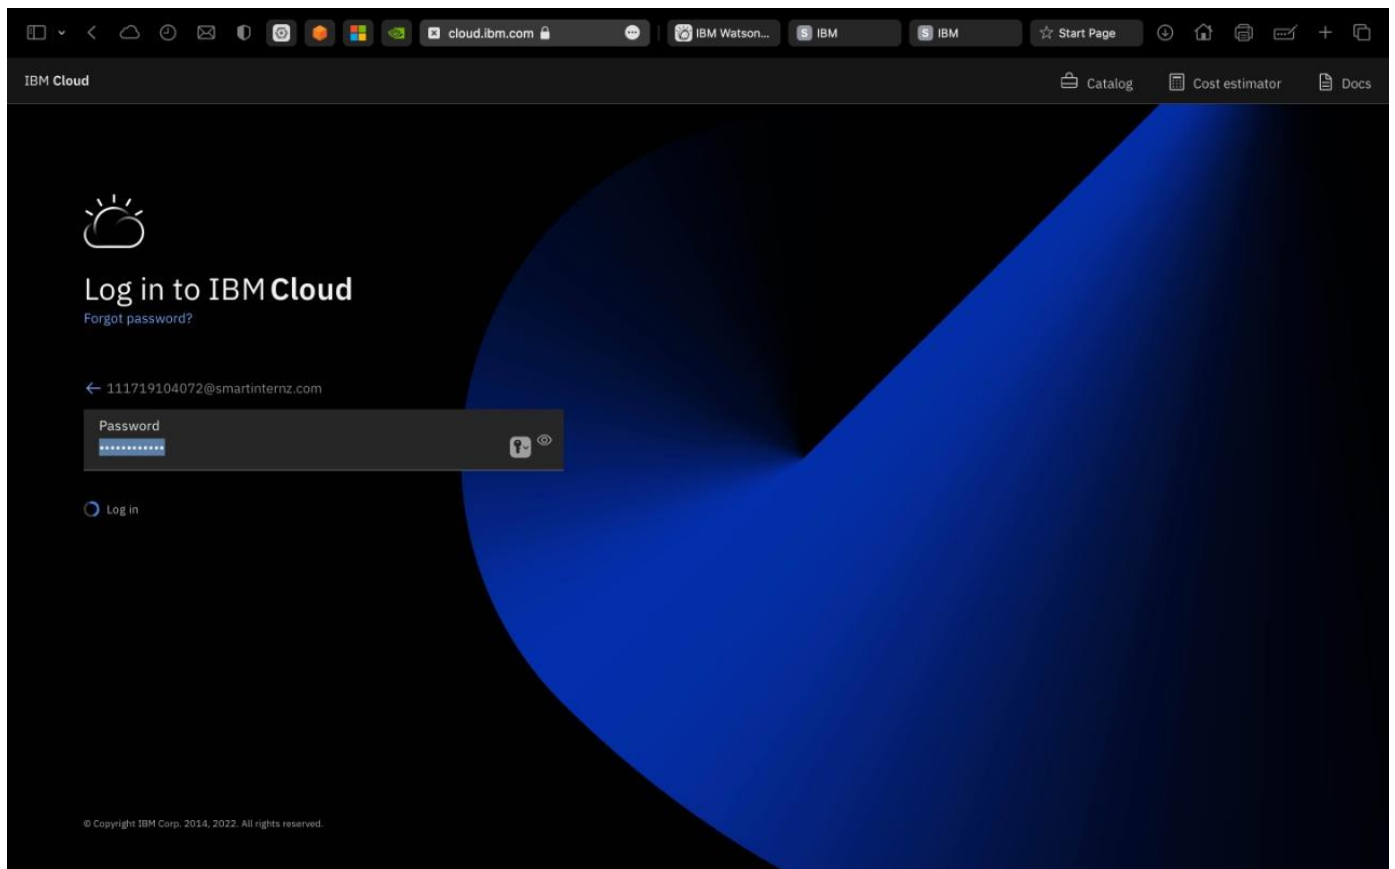 cloud.ibm.com
IBM Watson...
S IBM
S IBM
Start Page
IBM Cloud
Catalog
Cost estimator
Docs
Log in to IBM Cloud
Forgot password?
← 111719104072@smartinternz.com
Password
••••••••••••
Log in
© Copyright IBM Corp. 2014, 2022. All rights reserved.